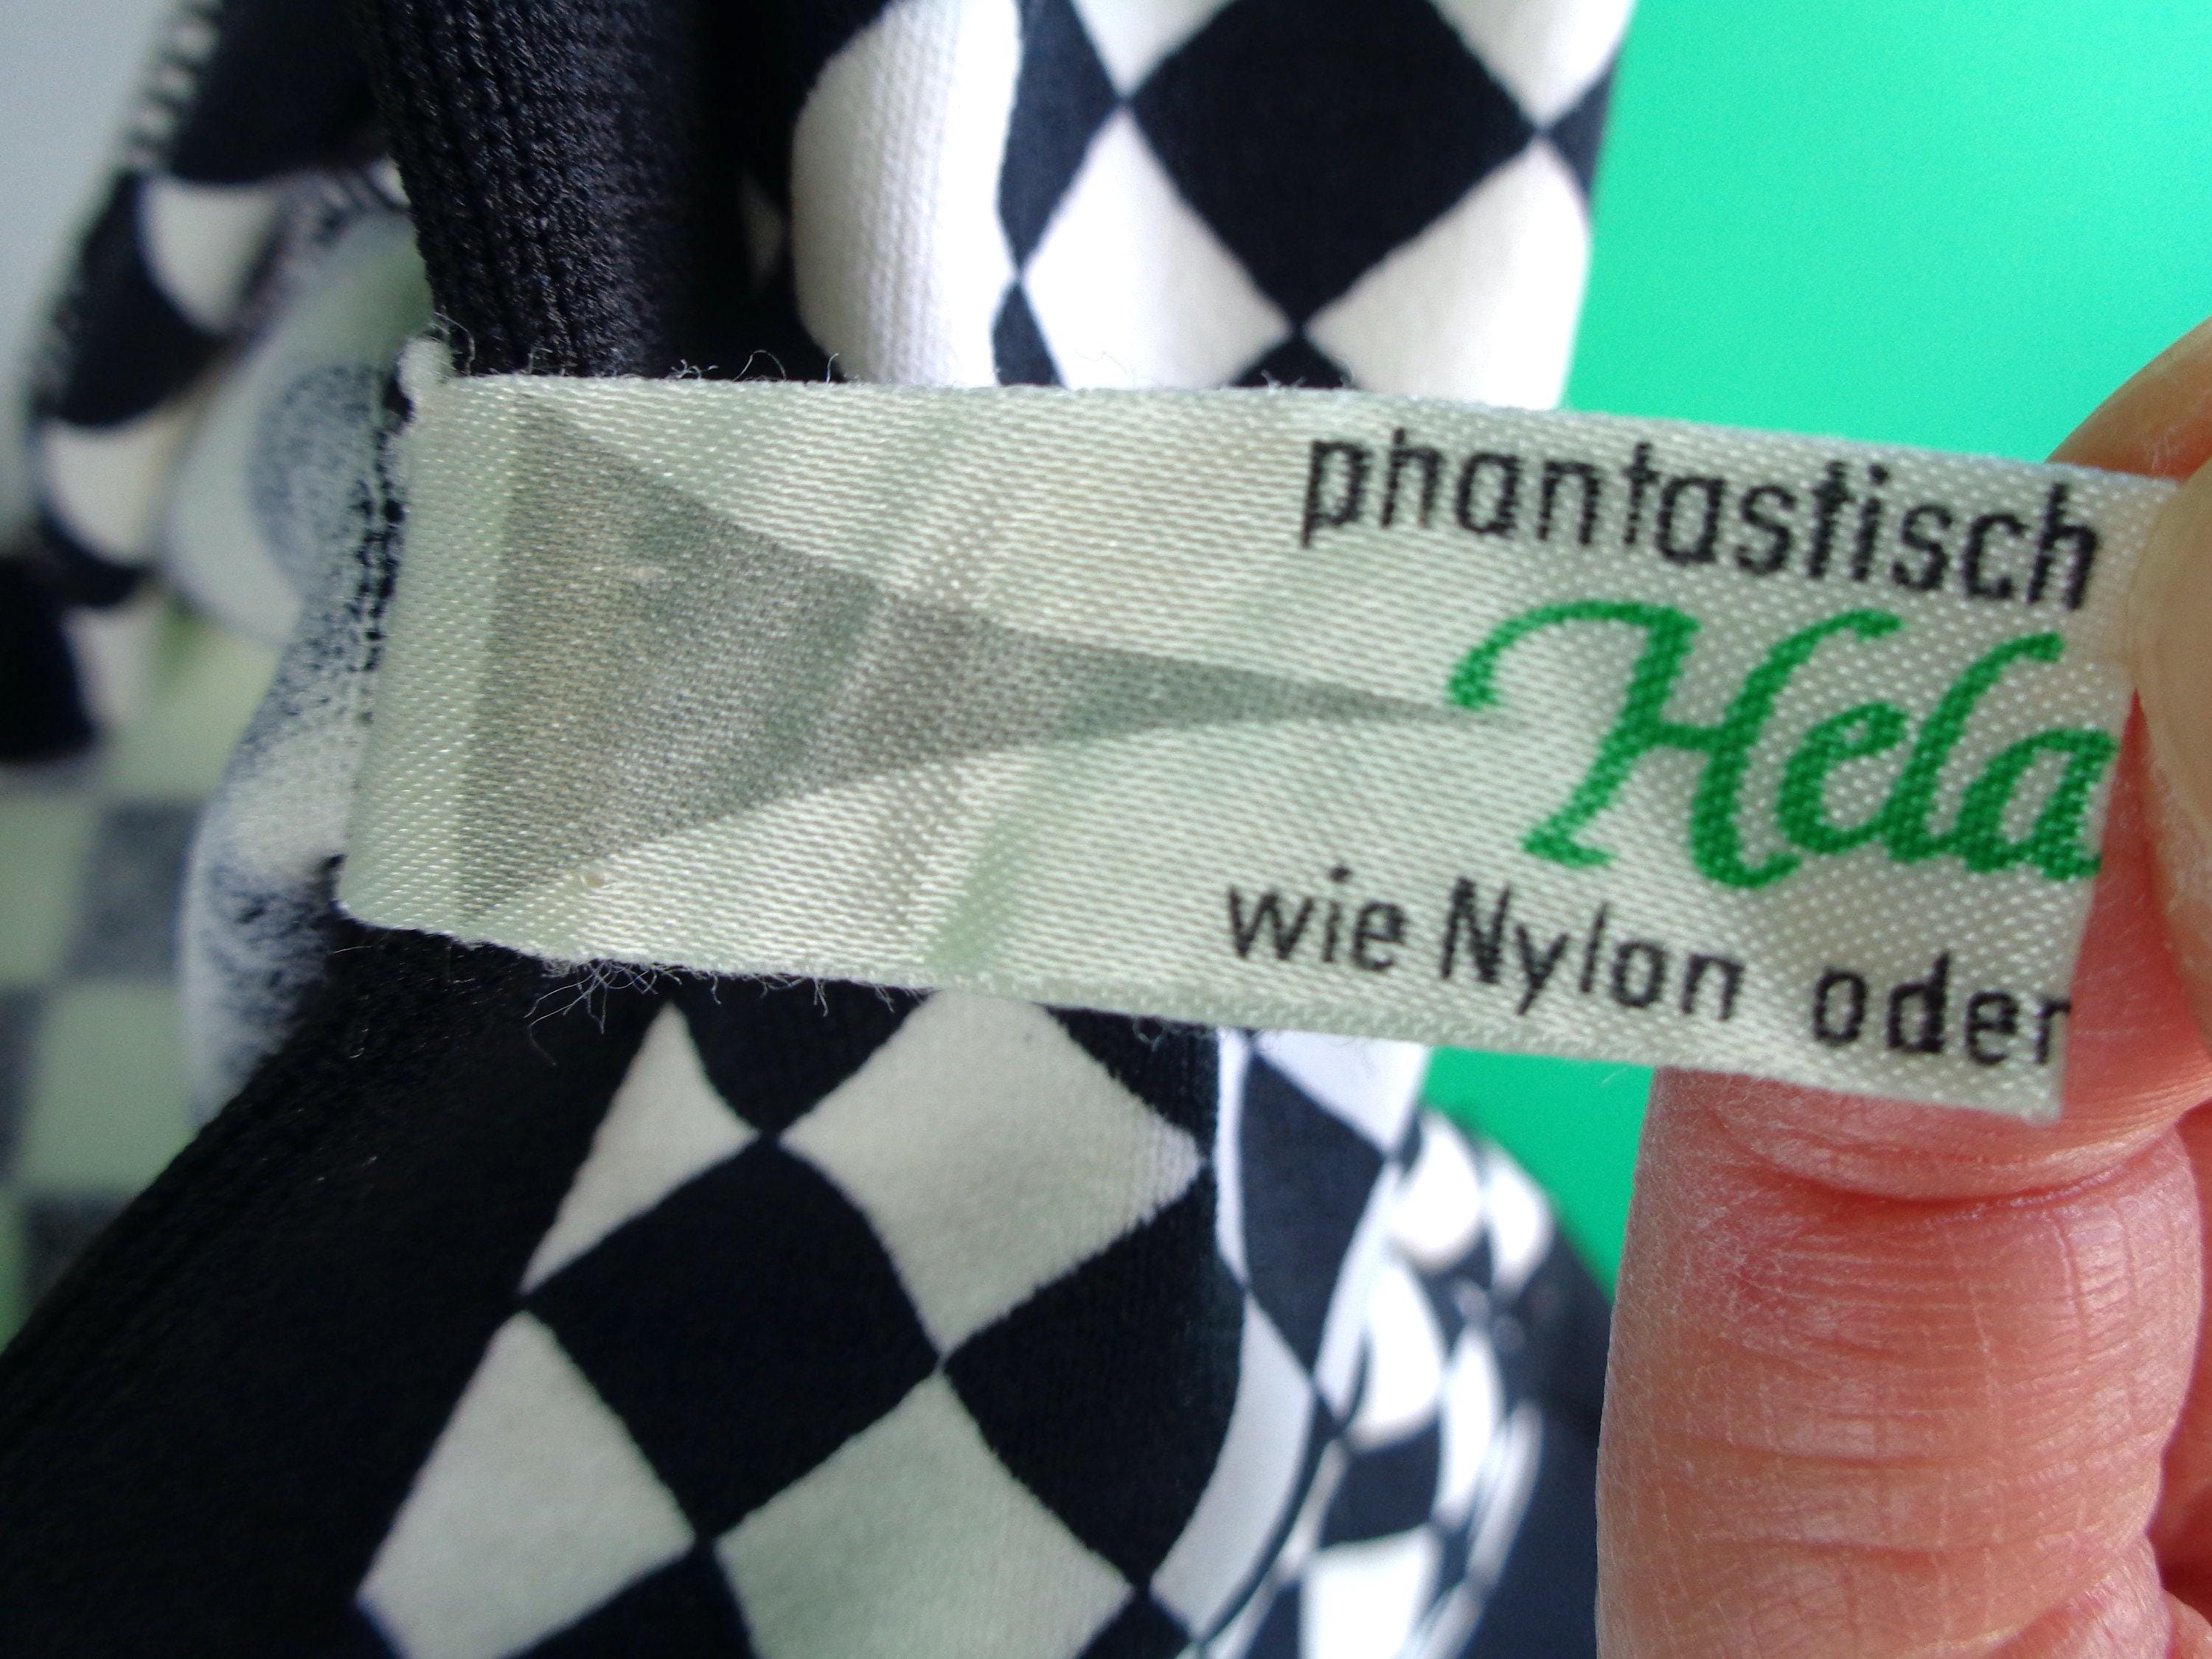 phantastisch
Hela
wie Nylon oder